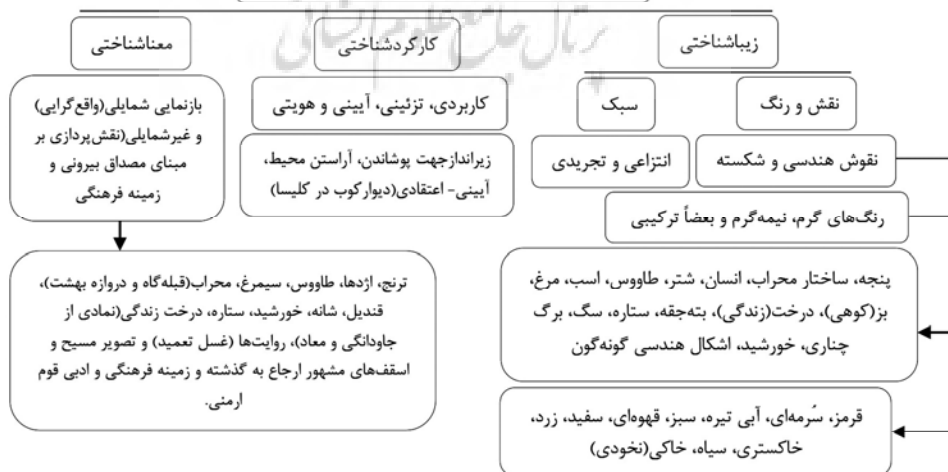 زیباشناختی
کارکردشناختی
معناشناختی
پرتال جامع علوم انسانی
نقش و رنگ
سبک
نقوش هندسی و شکسته
انتزاعی و تجریدی
رنگ‌های گرم، نیمه‌گرم و بعضاً ترکیبی
پنجه، ساختار محراب، انسان، شتر، طاووس، اسب، مرغ،
بز(کوهی)، درخت(زندگی)، بته‌جقه، ستاره، سگ، برگ
چناری، خورشید، اشکال هندسی گونه‌گون
قرمز، سُرمه‌ای، آبی تیره، سبز، قهوه‌ای، سفید، زرد،
خاکستری، سیاه، خاکی(نخودی)
کاربردی، تزئینی، آیینی و هویتی
زیراندازجهت پوشاندن، آراستن محیط،
آیینی- اعتقادی(دیوارکوب در کلیسا)
بازنمایی شمایلی(واقع‌گرایی)
و غیرشمایلی(نقش‌پردازی بر
مبنای مصداق بیرونی و
زمینه فرهنگی
ترنج، اژدها، طاووس، سیمرغ، محراب(قبله‌گاه و دروازه بهشت)،
قندیل، شانه، خورشید، ستاره، درخت زندگی(نمادی از
جاودانگی و معاد)، روایت‌ها (غسل تعمید) و تصویر مسیح و
اسقف‌های مشهور ارجاع به گذشته و زمینه فرهنگی و ادبی قوم
ارمنی.